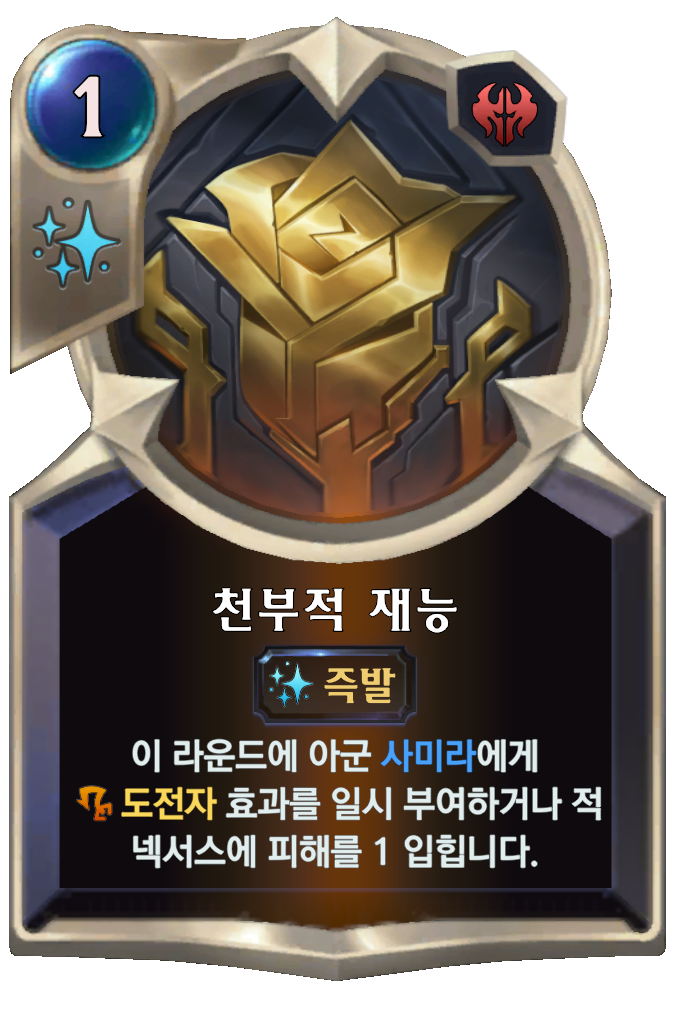 1
천부적 재능
즉발
이 라운드에 아군 사미라에게
도전자 효과를 일시 부여하거나 적
넥서스에 피해를 1 입힙니다.